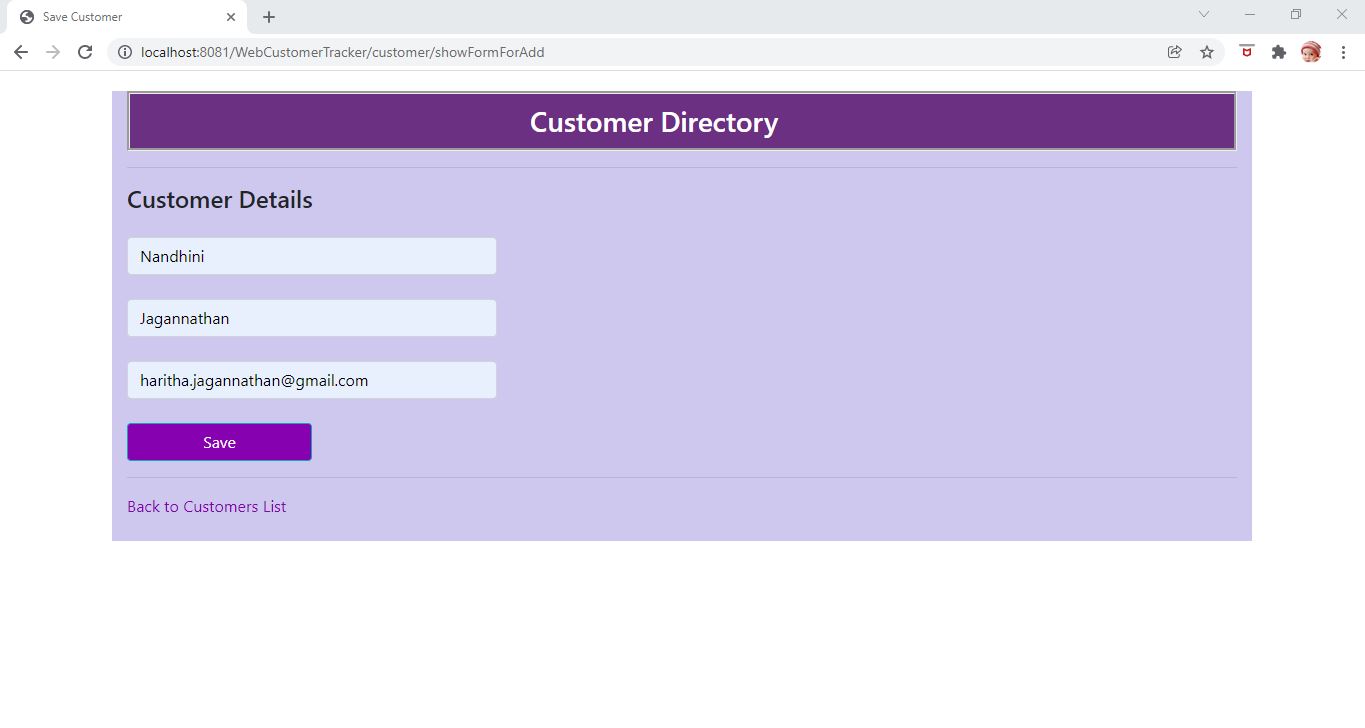 Save Customer
localhost:8081/WebCustomerTracker/customer/showFormForAdd
Customer Directory
Customer Details
Nandhini
Jagannathan
haritha.jagannathan@gmail.com
Save
Back to Customers List